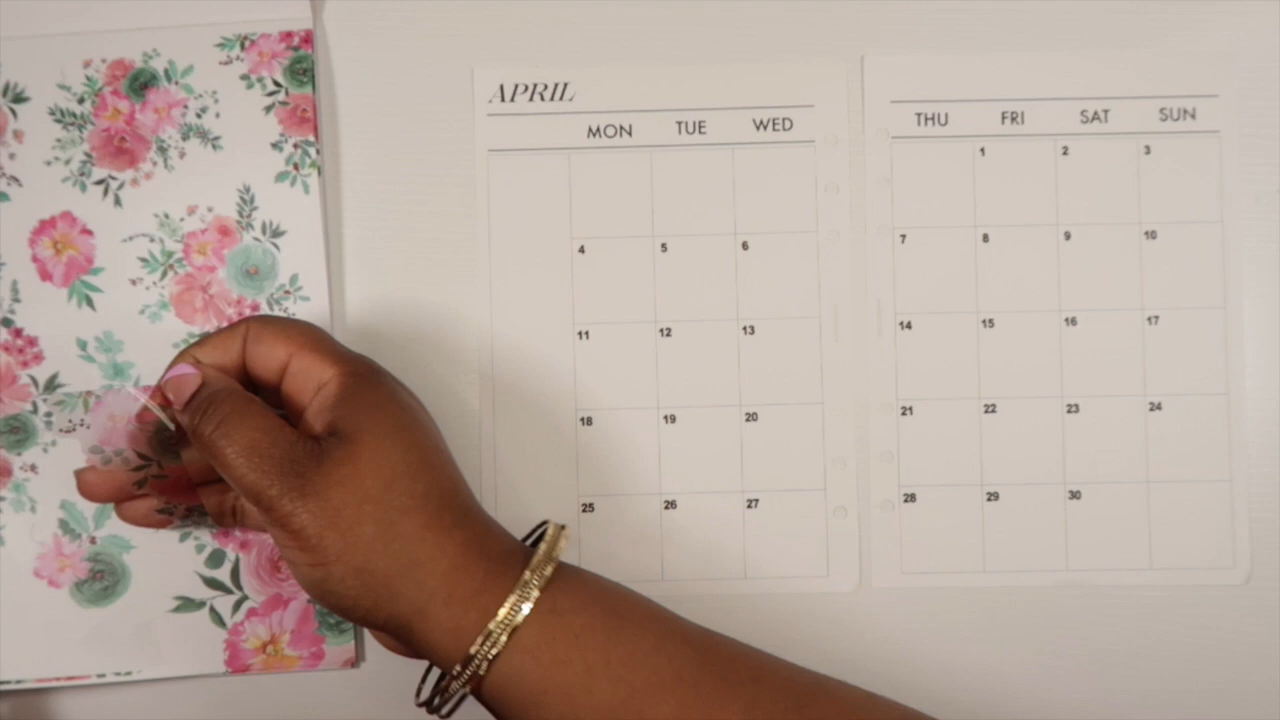 APRIL
MON TUE WED THU FRI SAT SUN
1 2 3
4 5 6 7 8 9 10
11 12 13 14 15 16 17
18 19 20 21 22 23 24
25 26 27 28 29 30